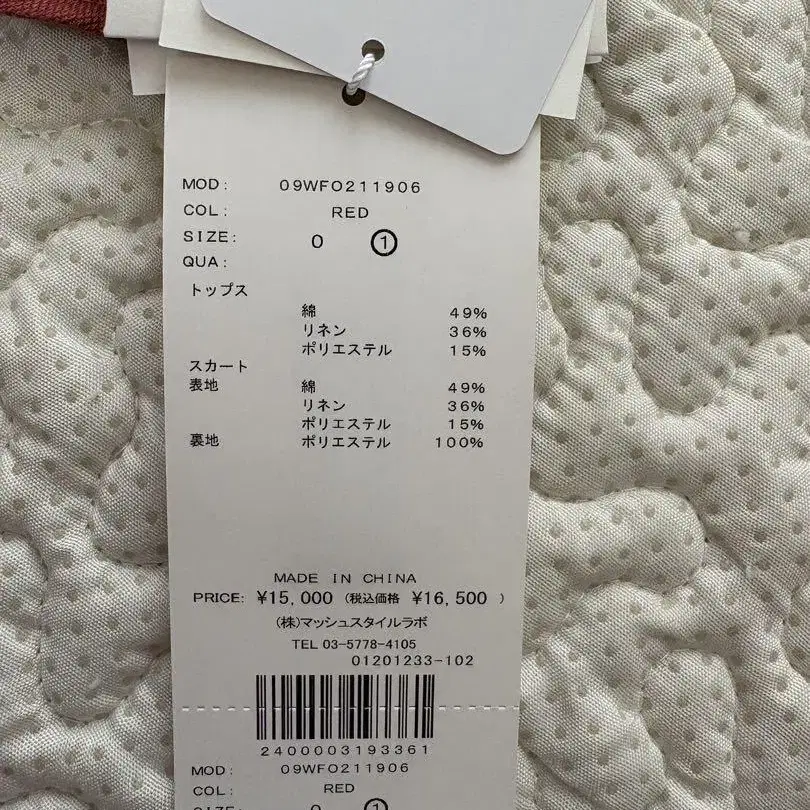 MOD: 09WFO211906
COL: RED
SIZE: 0 ①
QUA:
トップス
綿 49%
リネン 36%
ポリエステル 15%
スカート
表地 綿 49%
リネン 36%
ポリエステル 15%
裏地 ポリエステル 100%
MADE IN CHINA
PRICE: ¥15,000 (税込価格 ¥16,500 )
(株)マッシュスタイルラボ
TEL 03-5778-4105
01201233-102
2400003193361
MOD: 09WFO211906
COL: RED
SIZE: 0 ①